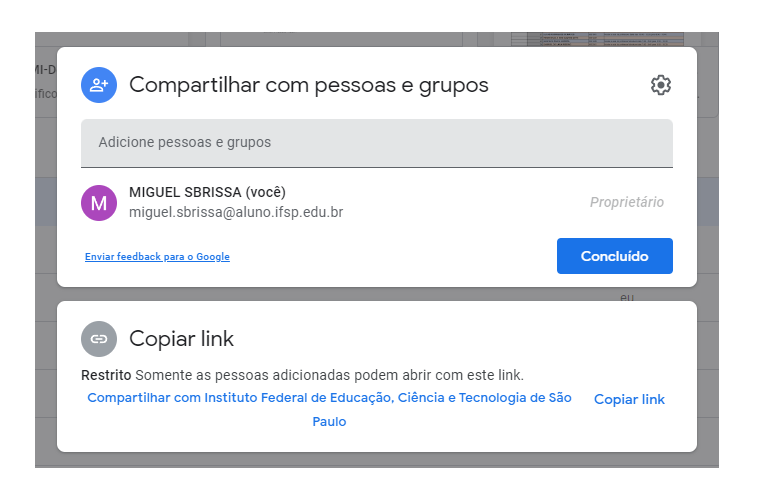 MI-D
ífico
Compartilhar com pessoas e grupos
Adicione pessoas e grupos
M
MIGUEL SBRISSA (você)
miguel.sbrissa@aluno.ifsp.edu.br
Proprietário
Enviar feedback para o Google
Concluído
eu
Copiar link
Restrito Somente as pessoas adicionadas podem abrir com este link.
Compartilhar com Instituto Federal de Educação, Ciência e Tecnologia de São
Paulo
Copiar link